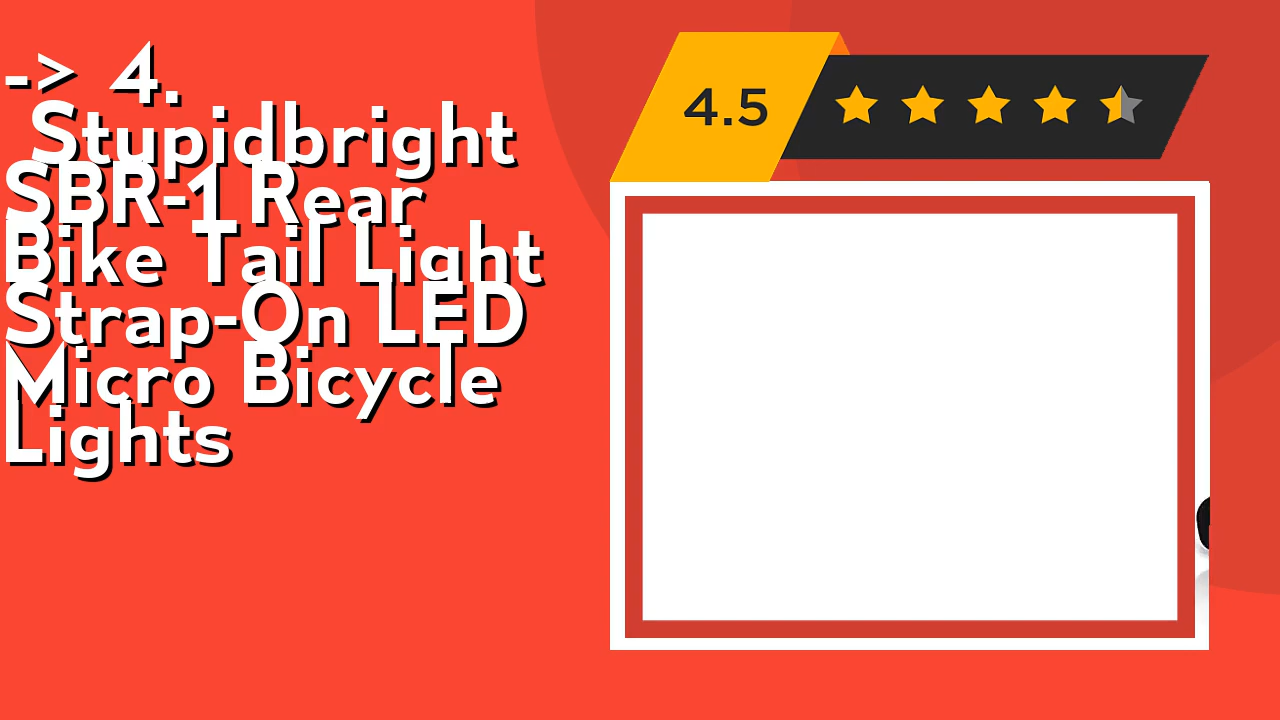 -> 4.
Stupidbright
SBR-1 Rear
Bike Tail Light
Strap-On LED
Micro Bicycle
Lights
4.5